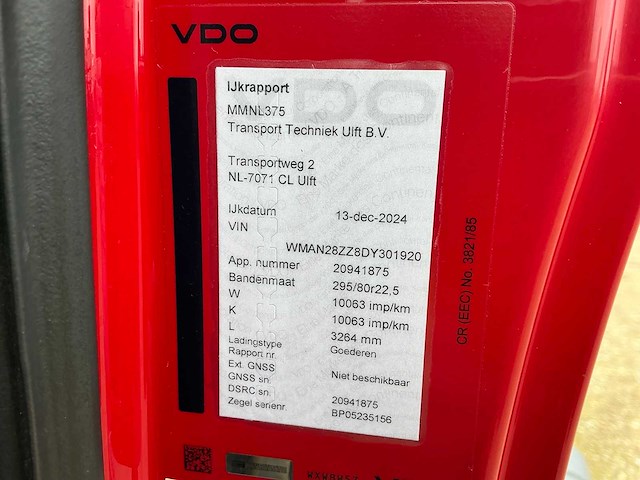 VDO
IJkrapport
MMNL375
Transport Techniek Ulft B.V.
Transportweg 2
NL-7071 CL Ulft
IJkdatum 13-dec-2024
VIN
WMAN28ZZ8DY301920
App. nummer 20941875
Bandenmaat 295/80r22,5
W 10063 imp/km
K 10063 imp/km
L 3264 mm
Ladingstype Goederen
Rapport nr.
Ext. GNSS Niet beschikbaar
GNSS sn.
DSRC sn. 20941875
Zegel serienr BP05235156
CR (EEC) No. 3821/85